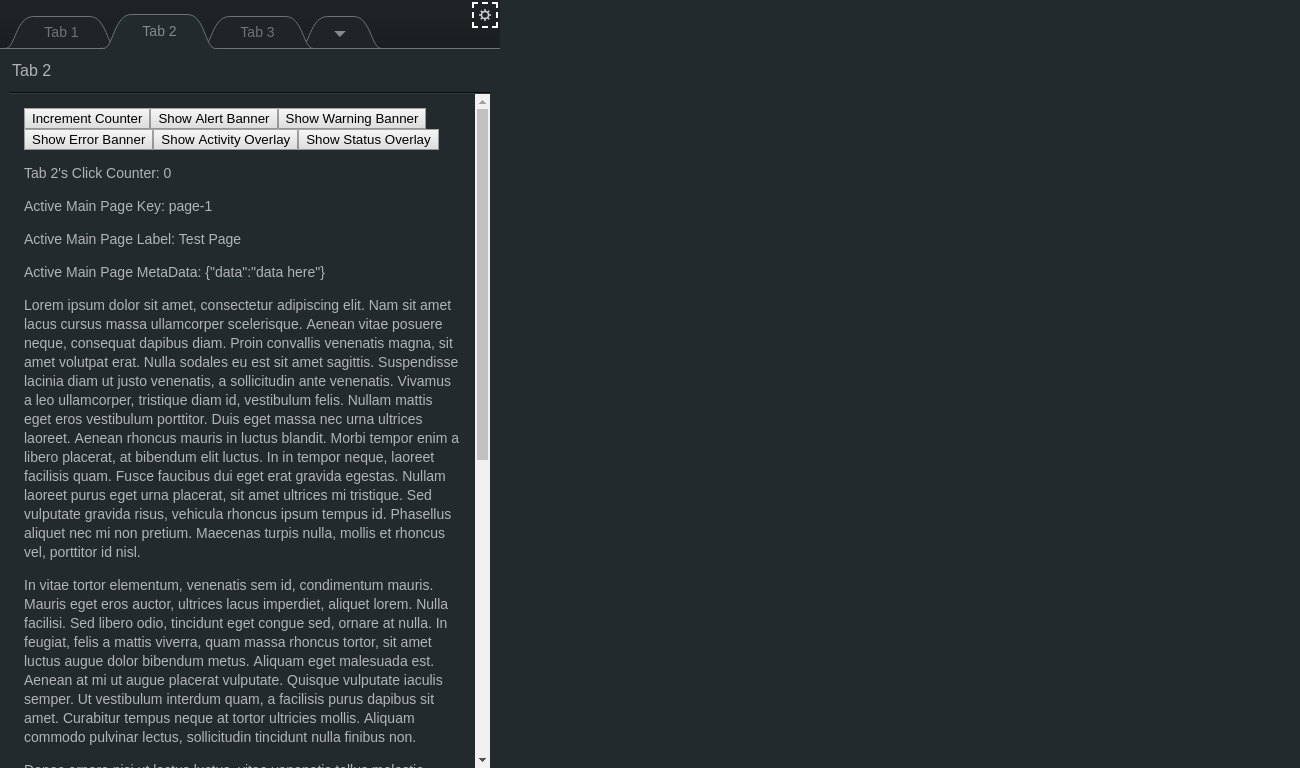 Tab 1
Tab 2
Tab 3
Tab 2
Increment Counter Show Alert Banner Show Warning Banner
Show Error Banner Show Activity Overlay Show Status Overlay
Tab 2's Click Counter: 0
Active Main Page Key: page-1
Active Main Page Label: Test Page
Active Main Page MetaData: {"data":"data here"}
Lorem ipsum dolor sit amet, consectetur adipiscing elit. Nam sit amet
lacus cursus massa ullamcorper scelerisque. Aenean vitae posuere
neque, consequat dapibus diam. Proin convallis venenatis magna, sit
amet volutpat erat. Nulla sodales eu est sit amet sagittis. Suspendisse
lacinia diam ut justo venenatis, a sollicitudin ante venenatis. Vivamus
a leo ullamcorper, tristique diam id, vestibulum felis. Nullam mattis
eget eros vestibulum porttitor. Duis eget massa nec urna ultrices
laoreet. Aenean rhoncus mauris in luctus blandit. Morbi tempor enim a
libero placerat, at bibendum elit luctus. In in tempor neque, laoreet
facilisis quam. Fusce faucibus dui eget erat gravida egestas. Nullam
laoreet purus eget urna placerat, sit amet ultrices mi tristique. Sed
vulputate gravida risus, vehicula rhoncus ipsum tempus id. Phasellus
aliquet nec mi non pretium. Maecenas turpis nulla, mollis et rhoncus
vel, porttitor id nisl.
In vitae tortor elementum, venenatis sem id, condimentum mauris.
Mauris eget eros auctor, ultrices lacus imperdiet, aliquet lorem. Nulla
facilisi. Sed libero odio, tincidunt eget congue sed, ornare at nulla. In
feugiat, felis a mattis viverra, quam massa rhoncus tortor, sit amet
luctus augue dolor bibendum metus. Aliquam eget malesuada est.
Aenean at mi ut augue placerat vulputate. Quisque vulputate iaculis
semper. Ut vestibulum interdum quam, a facilisis purus dapibus sit
amet. Curabitur tempus neque at tortor ultricies mollis. Aliquam
commodo pulvinar lectus, sollicitudin tincidunt nulla finibus non.